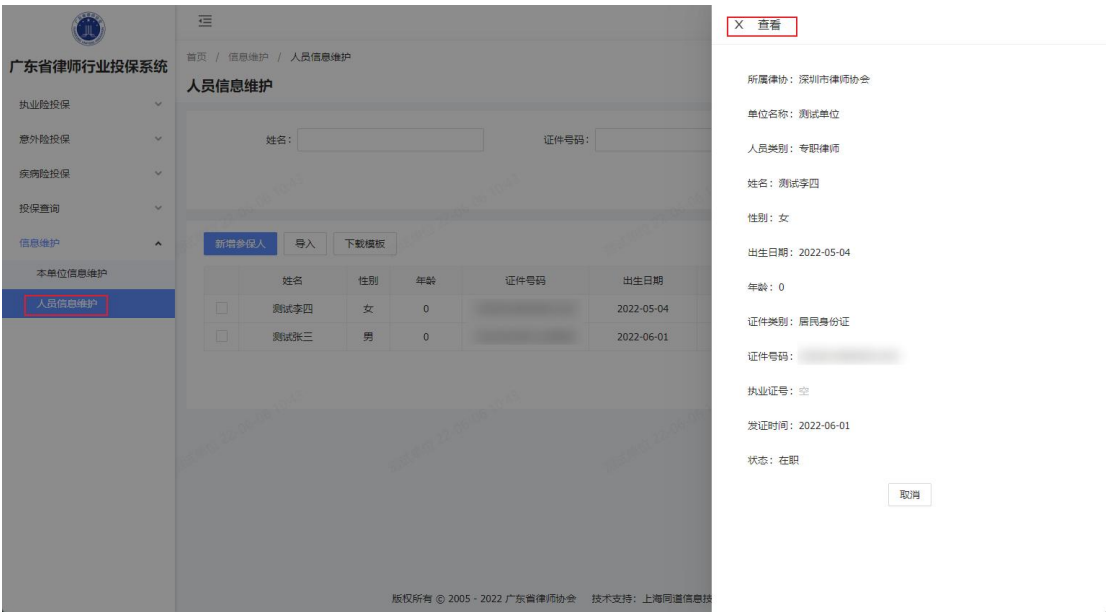 广东省律师行业投保系统
执业险投保
意外险投保
疾病险投保
投保查询
信息维护
本单位信息维护
人员信息维护
首页 / 信息维护 / 人员信息维护
人员信息维护
姓名：
证件号码：
新增参保人 导入 下载模板
姓名 性别 年龄 证件号码 出生日期
测试李四 女 0 2022-05-04
测试张三 男 0 2022-06-01
版权所有 © 2005 - 2022 广东省律师协会 技术支持：上海同道信息技
X 查看
所属律协：深圳市律师协会
单位名称：测试单位
人员类别：专职律师
姓名：测试李四
性别：女
出生日期：2022-05-04
年龄：0
证件类别：居民身份证
证件号码：
执业证号：空
发证时间：2022-06-01
状态：在职
取消